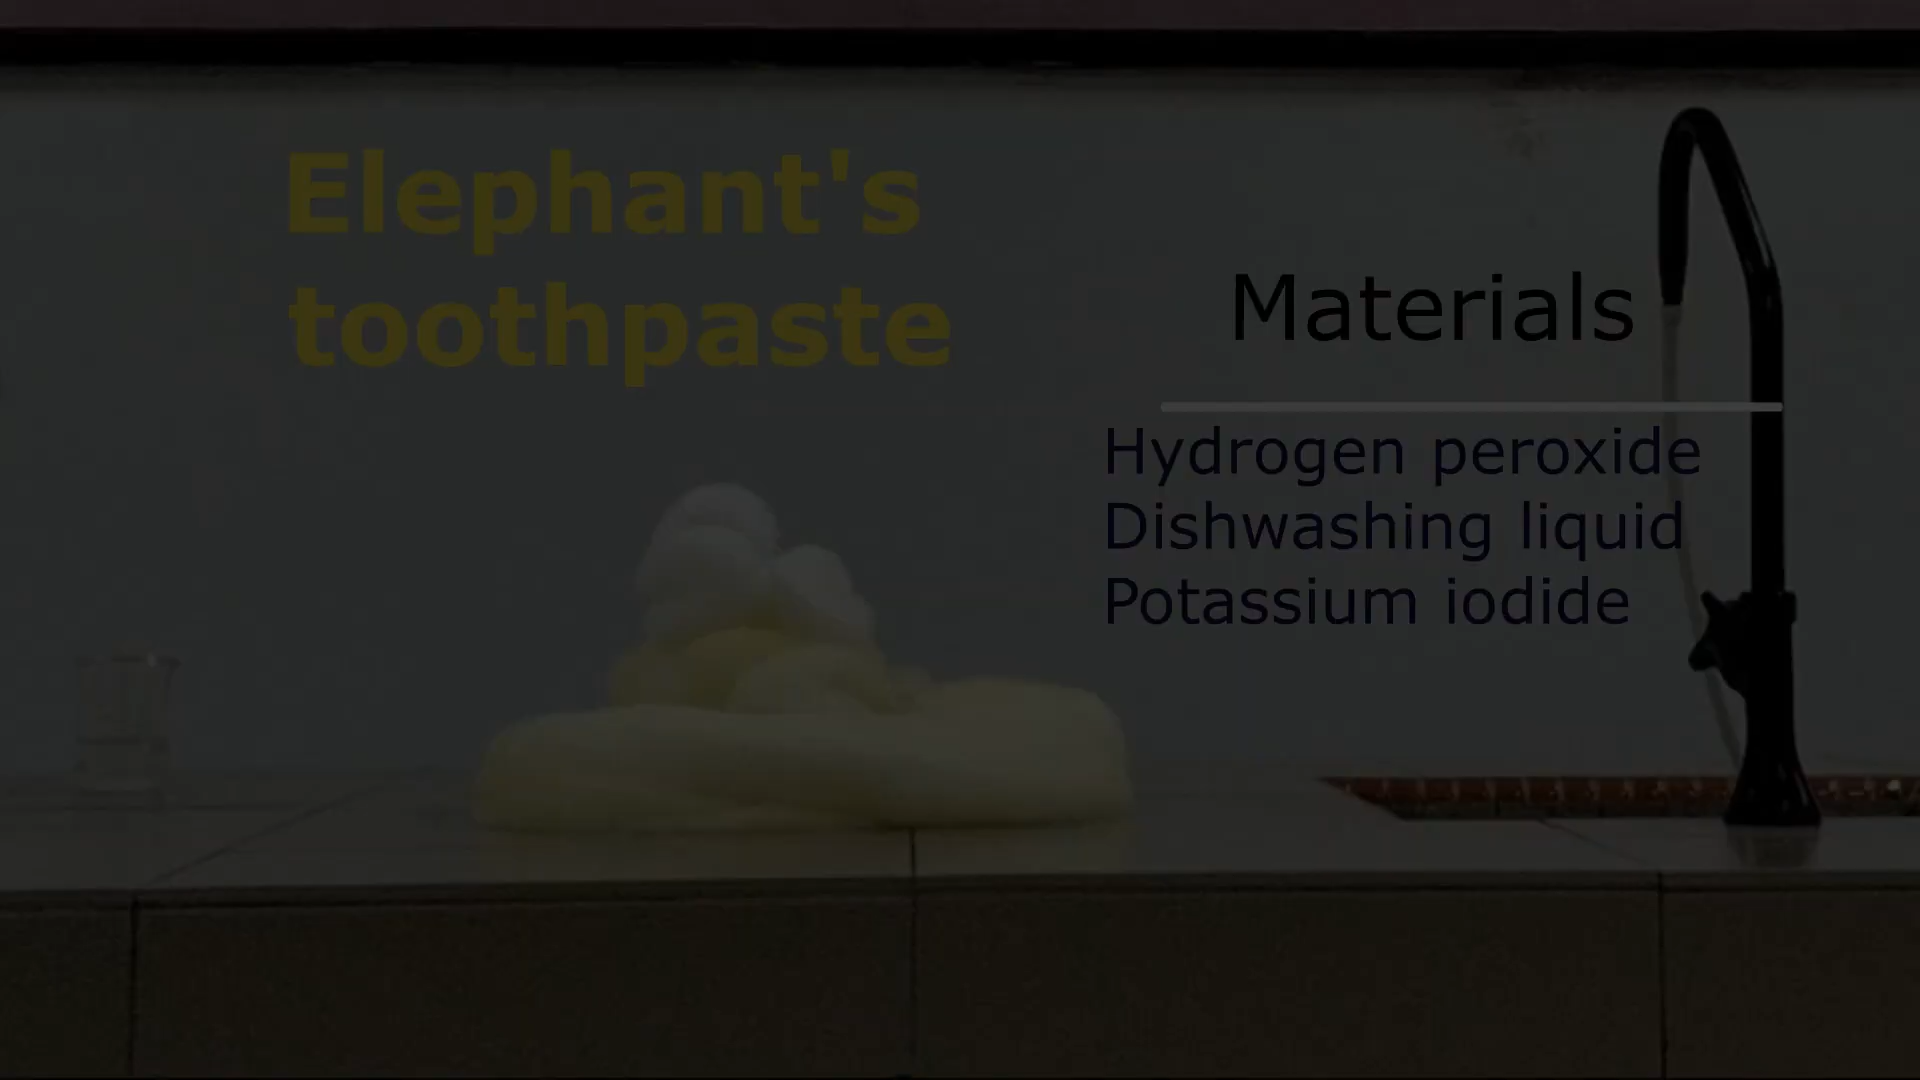 Elephant's
toothpaste
Materials
Hydrogen peroxide
Dishwashing liquid
Potassium iodide